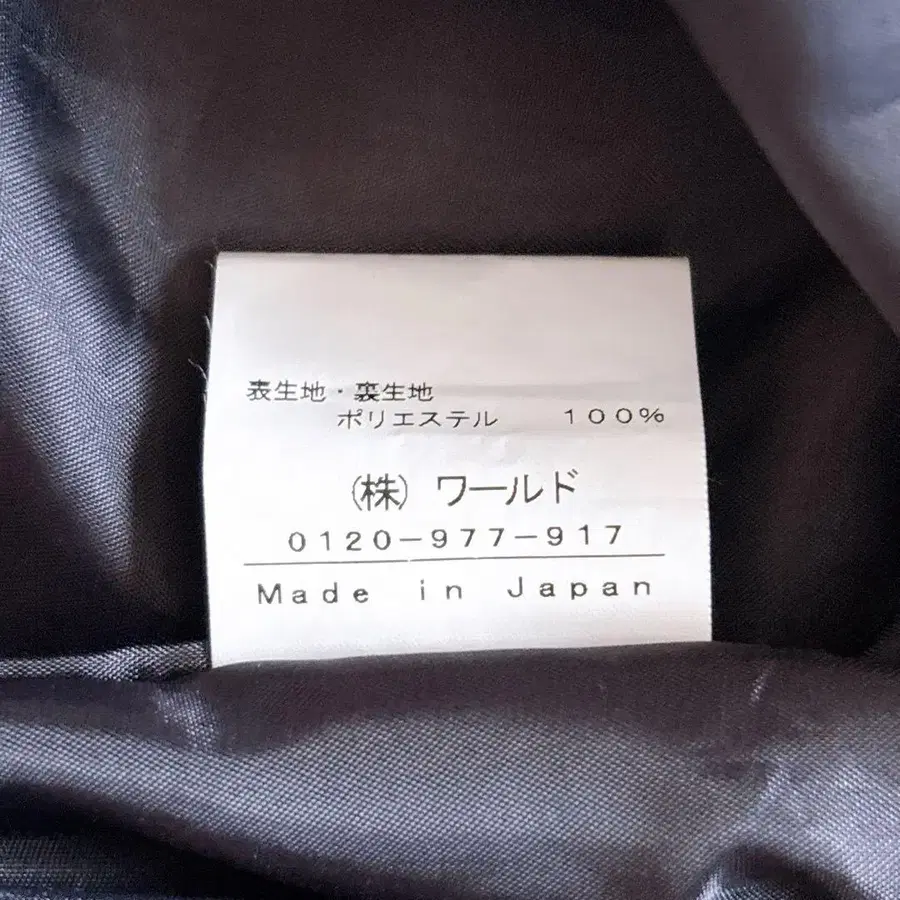 表生地・裏生地
ポリエステル 100%
(株) ワールド
0120-977-917
Made in Japan